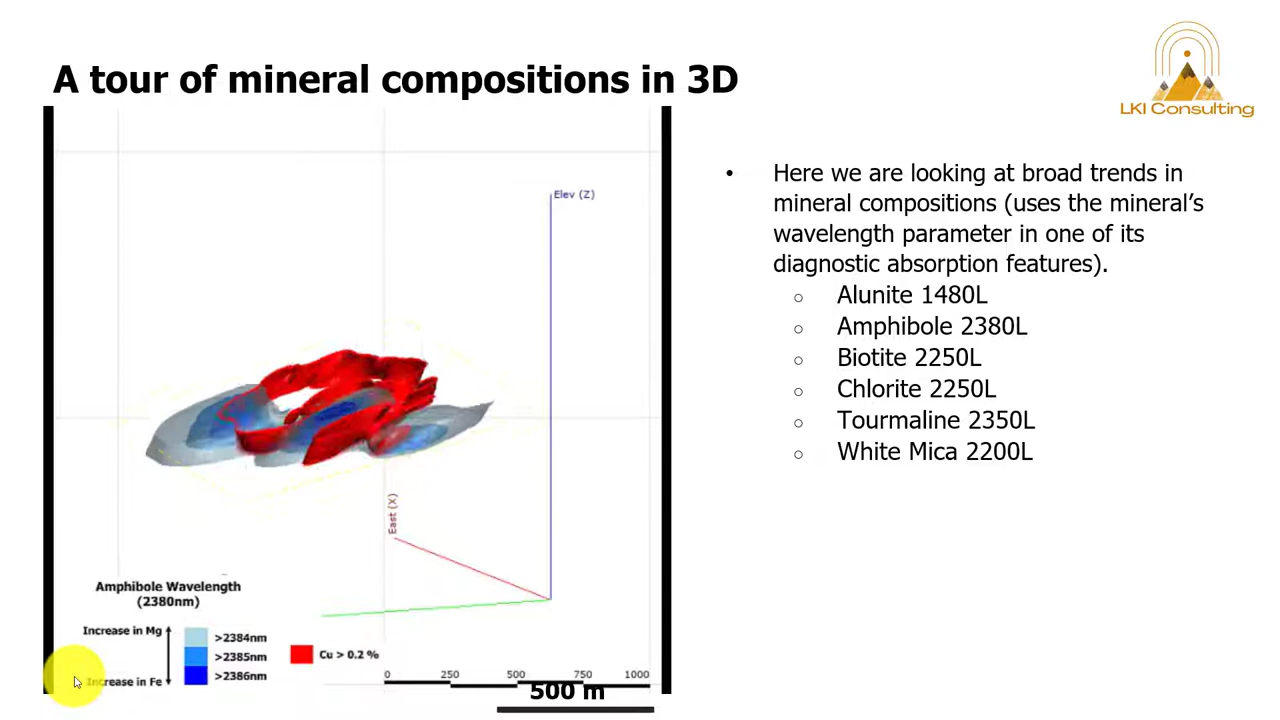 A tour of mineral compositions in 3D
LKI Consulting
Elev (Z)
East (X)
Amphibole Wavelength
(2380nm)
Increase in Mg
Increase in Fe
>2384nm
>2385nm
>2386nm
Cu > 0.2 %
0 250 500 750 1000
500 m
• Here we are looking at broad trends in
mineral compositions (uses the mineral’s
wavelength parameter in one of its
diagnostic absorption features).
○ Alunite 1480L
○ Amphibole 2380L
○ Biotite 2250L
○ Chlorite 2250L
○ Tourmaline 2350L
○ White Mica 2200L